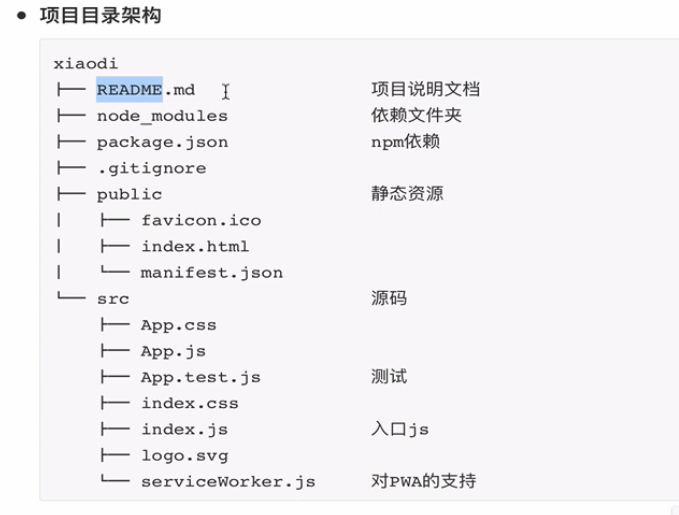 • 项目目录架构
xiaodi
├── README.md 项目说明文档
├── node_modules 依赖文件夹
├── package.json npm依赖
├── .gitignore
├── public 静态资源
|   ├── favicon.ico
|   ├── index.html
|   └── manifest.json
└── src 源码
    ├── App.css
    ├── App.js
    ├── App.test.js 测试
    ├── index.css
    ├── index.js 入口js
    ├── logo.svg
    └── serviceWorker.js 对PWA的支持